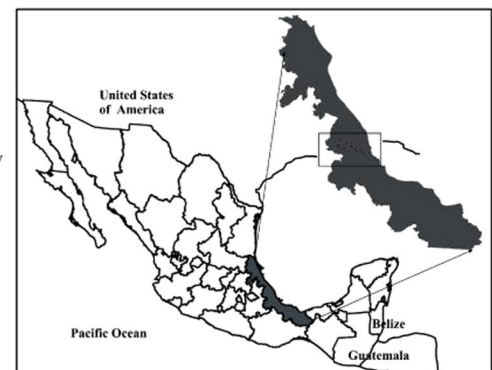 United States
of America
Pacific Ocean
Belize
Guatemala